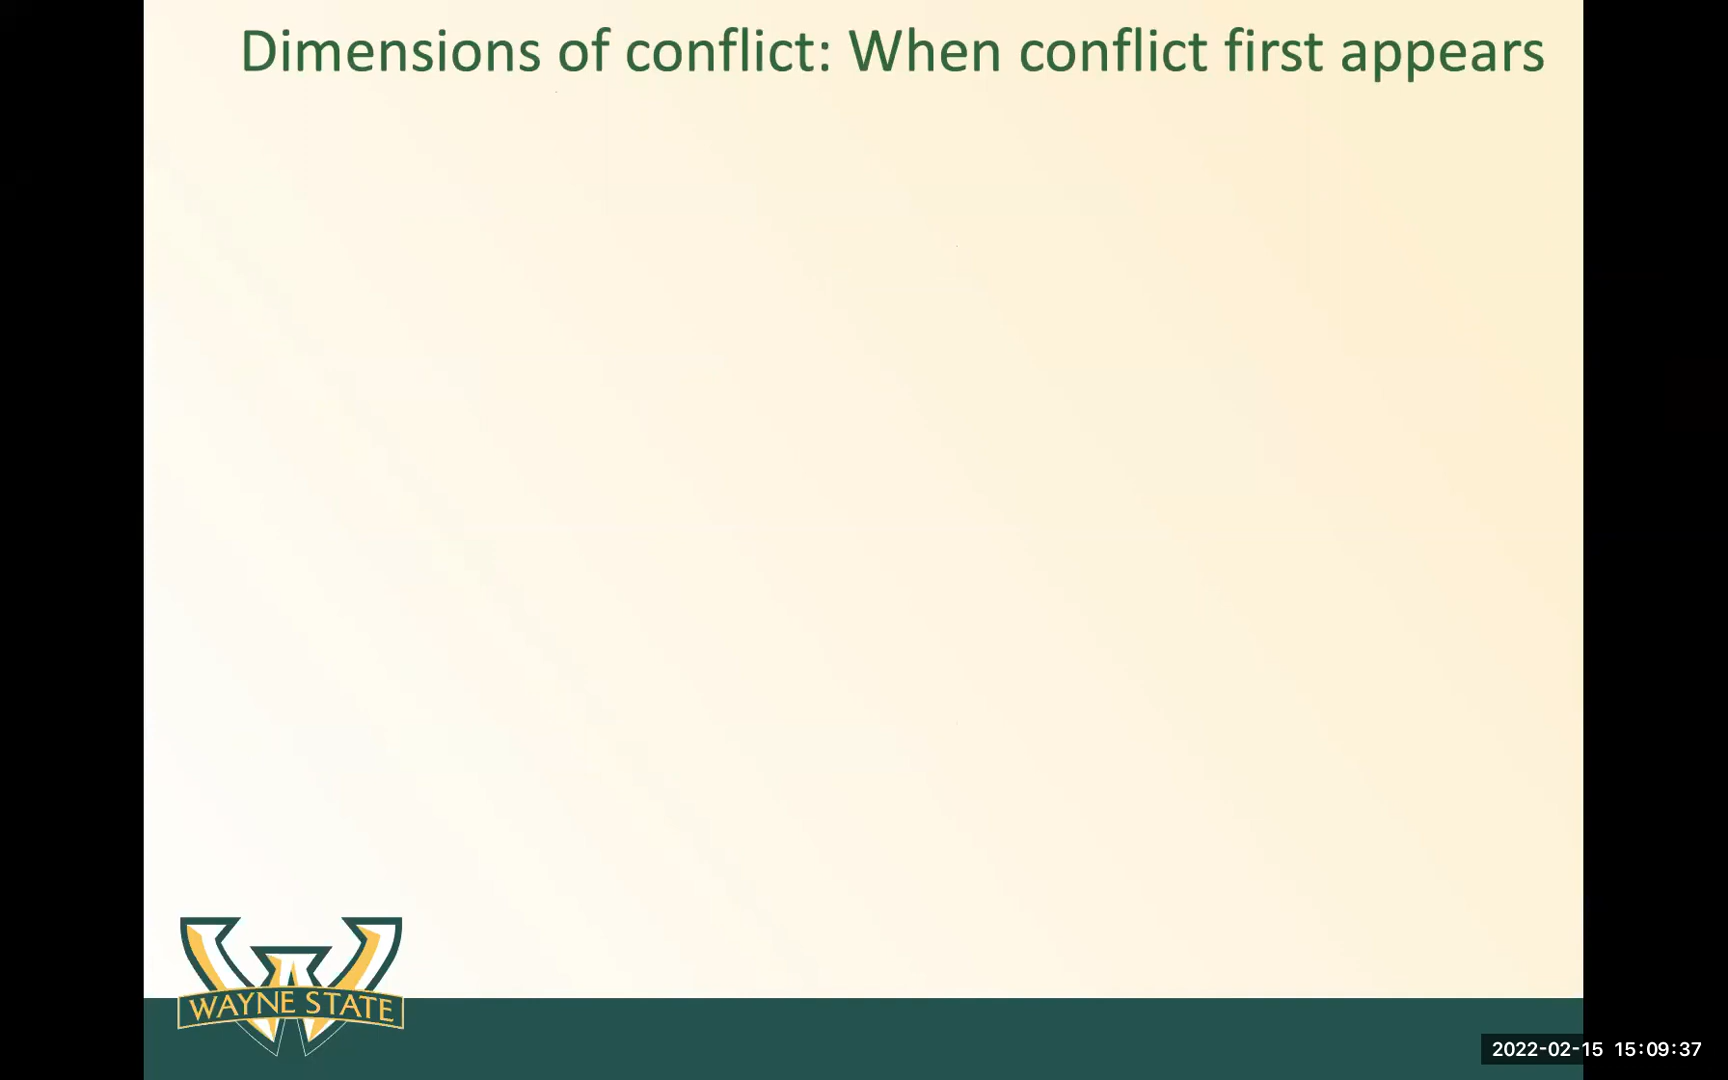 Dimensions of conflict: When conflict first appears
WAYNE STATE
2022-02-15 15:09:37